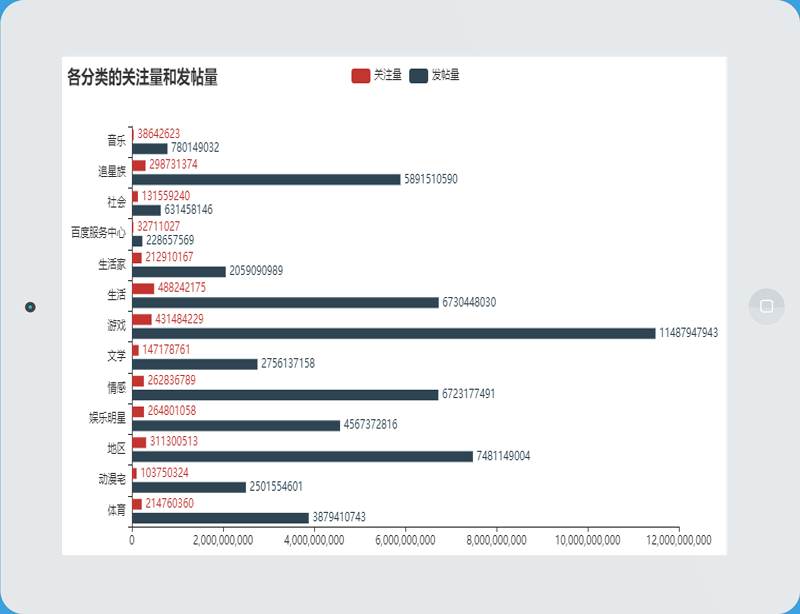 各分类的关注量和发帖量
关注量 发帖量
音乐 38642623
780149032
追星族 298731374
5891510590
社会 131559240
631458146
百度服务中心 32711027
228657569
生活家 212910167
2059090989
生活 488242175
6730448030
游戏 431484229
11487947943
文学 147178761
2756137158
情感 262836789
6723177491
娱乐明星 264801058
4567372816
地区 311300513
7481149004
动漫宅 103750324
2501554601
体育 214760360
3879410743
0 2,000,000,000 4,000,000,000 6,000,000,000 8,000,000,000 10,000,000,000 12,000,000,000